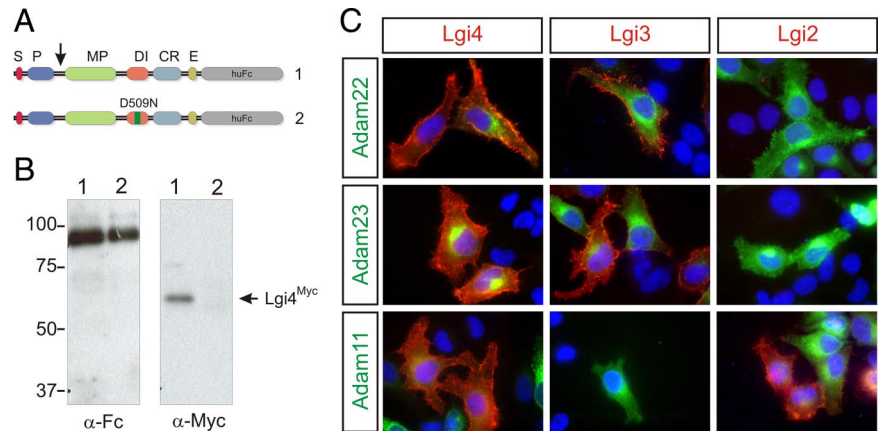 A
S P MP DI CR E
huFc 1
D509N
huFc 2
B
1 2 1 2
100
75-
50-
37-
Lgi4Myc
α-Fc α-Myc
C
Lgi4 Lgi3 Lgi2
Adam22
Adam23
Adam11